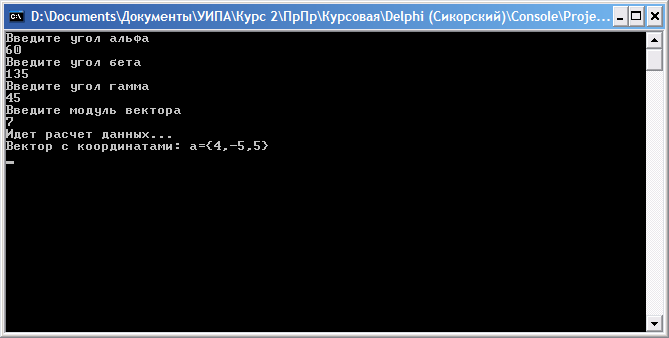 D:\Documents\Документы\УИПА\Курс 2\ПрПр\Курсовая\Delphi (Сикорский)\Console\Proje...
Введите угол альфа
60
Введите угол бета
135
Введите угол гамма
45
Введите модуль вектора
7
Идет расчет данных...
Вектор с координатами: a={4,-5,5}